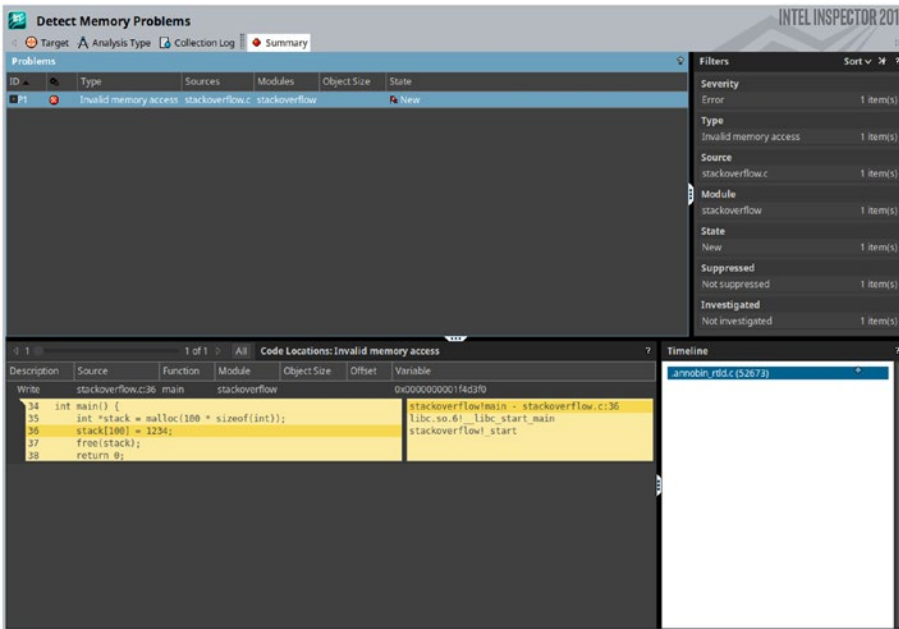 Detect Memory Problems
INTEL INSPECTOR 201
Target Analysis Type Collection Log Summary
Problems
ID Type Sources Modules Object Size State
P1 Invalid memory access stackoverflow.c stackoverflow New
Filters Sort ?
Severity
Error 1 item(s)
Type
Invalid memory access 1 item(s)
Source
stackoverflow.c 1 item(s)
Module
stackoverflow 1 item(s)
State
New 1 item(s)
Suppressed
Not suppressed 1 item(s)
Investigated
Not investigated 1 item(s)
1 1 of 1 All Code Locations: Invalid memory access ?
Description Source Function Module Object Size Offset Variable
Write stackoverflow.c:36 main stackoverflow 0x0000000001f4d3f0
34 int main() {
35 int *stack = malloc(100 * sizeof(int));
36 stack[100] = 1234;
37 free(stack);
38 return 0;
stackoverflow!main - stackoverflow.c:36
libc.so.6!__libc_start_main
stackoverflow!_start
Timeline ?
.annobin_rtld.c (52673)